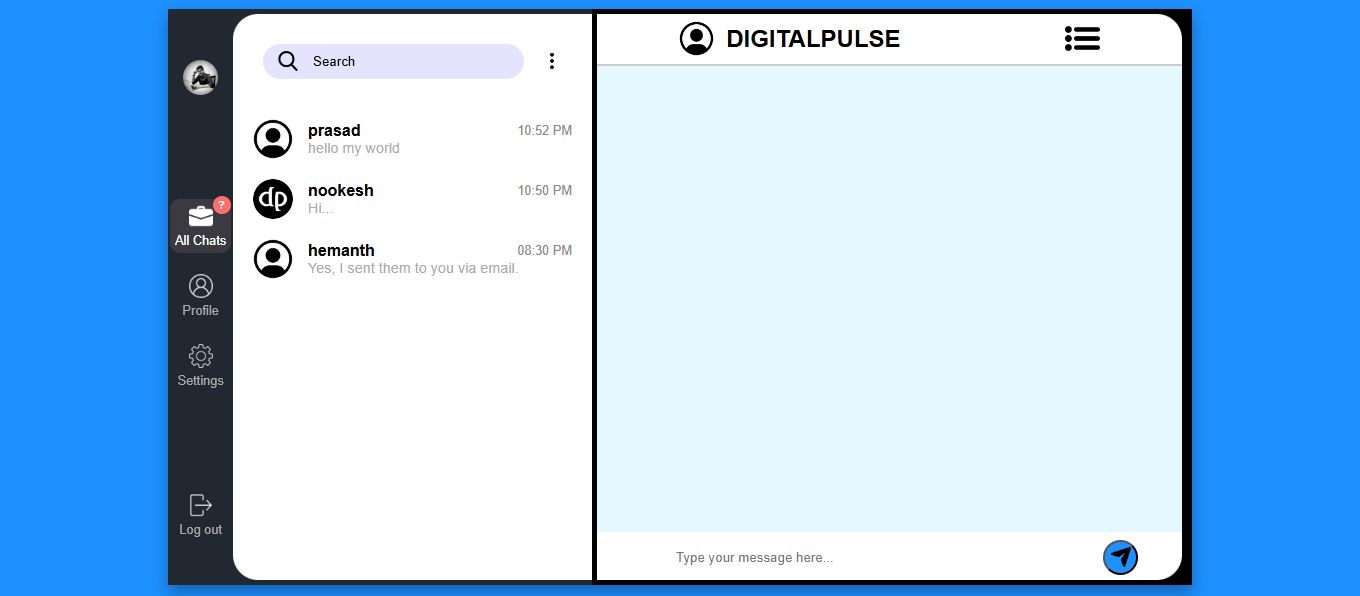 Search
DIGITALPULSE
prasad
10:52 PM
hello my world
dp
nookesh
10:50 PM
Hi...
hemanth
08:30 PM
Yes, I sent them to you via email.
?
All Chats
Profile
Settings
Log out
Type your message here...